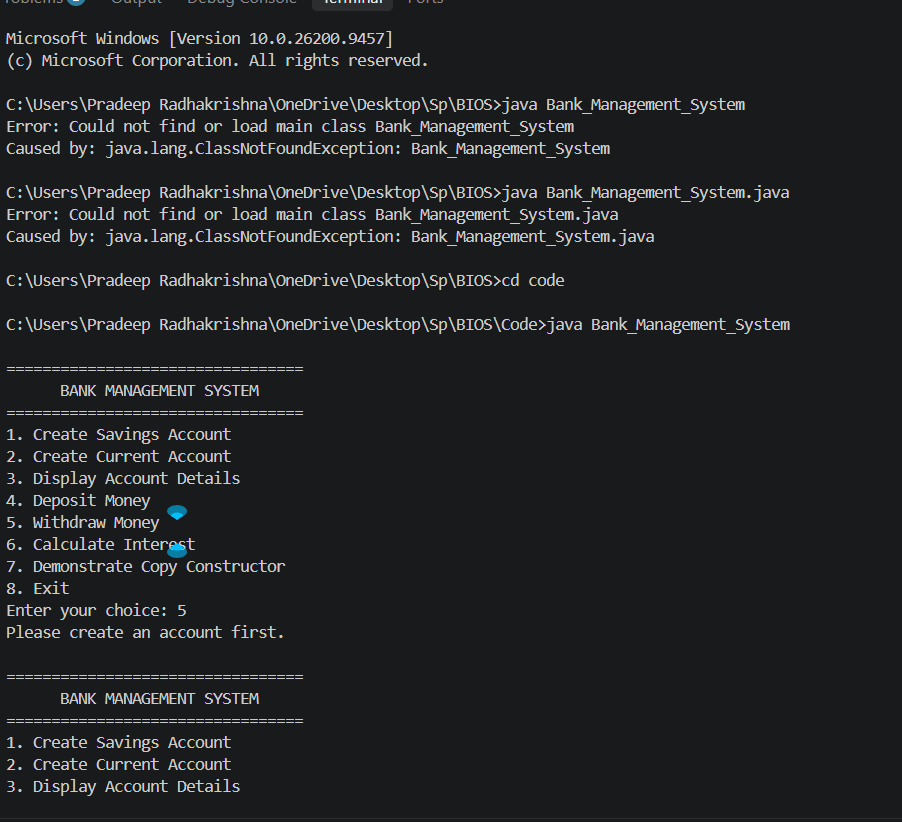 Problems 2 Output Debug Console Terminal Ports
Microsoft Windows [Version 10.0.26200.9457]
(c) Microsoft Corporation. All rights reserved.
C:\Users\Pradeep Radhakrishna\OneDrive\Desktop\Sp\BIOS>java Bank_Management_System
Error: Could not find or load main class Bank_Management_System
Caused by: java.lang.ClassNotFoundException: Bank_Management_System
C:\Users\Pradeep Radhakrishna\OneDrive\Desktop\Sp\BIOS>java Bank_Management_System.java
Error: Could not find or load main class Bank_Management_System.java
Caused by: java.lang.ClassNotFoundException: Bank_Management_System.java
C:\Users\Pradeep Radhakrishna\OneDrive\Desktop\Sp\BIOS>cd code
C:\Users\Pradeep Radhakrishna\OneDrive\Desktop\Sp\BIOS\Code>java Bank_Management_System
=================================
BANK MANAGEMENT SYSTEM
=================================
1. Create Savings Account
2. Create Current Account
3. Display Account Details
4. Deposit Money
5. Withdraw Money
6. Calculate Interest
7. Demonstrate Copy Constructor
8. Exit
Enter your choice: 5
Please create an account first.
=================================
BANK MANAGEMENT SYSTEM
=================================
1. Create Savings Account
2. Create Current Account
3. Display Account Details